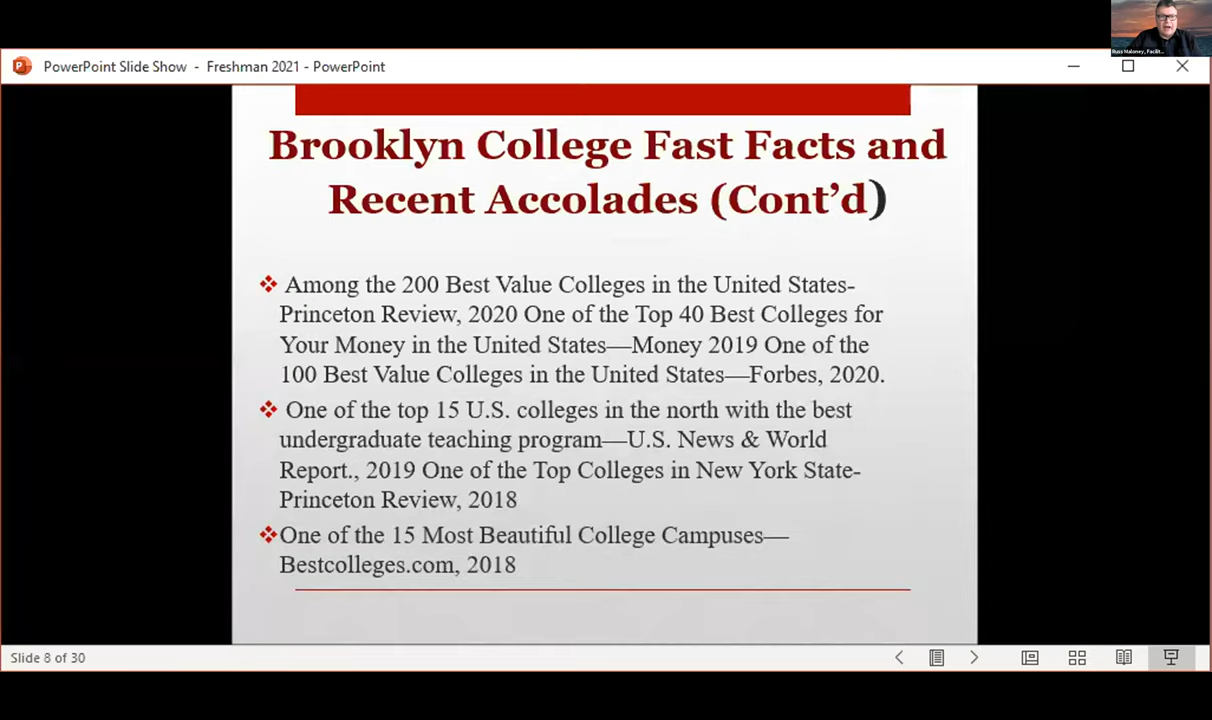 Russ Maloney, Facilit...
PowerPoint Slide Show - Freshman 2021 - PowerPoint
Brooklyn College Fast Facts and
Recent Accolades (Cont’d)
Among the 200 Best Value Colleges in the United States-
Princeton Review, 2020 One of the Top 40 Best Colleges for
Your Money in the United States—Money 2019 One of the
100 Best Value Colleges in the United States—Forbes, 2020.
One of the top 15 U.S. colleges in the north with the best
undergraduate teaching program—U.S. News & World
Report., 2019 One of the Top Colleges in New York State-
Princeton Review, 2018
One of the 15 Most Beautiful College Campuses—
Bestcolleges.com, 2018
Slide 8 of 30